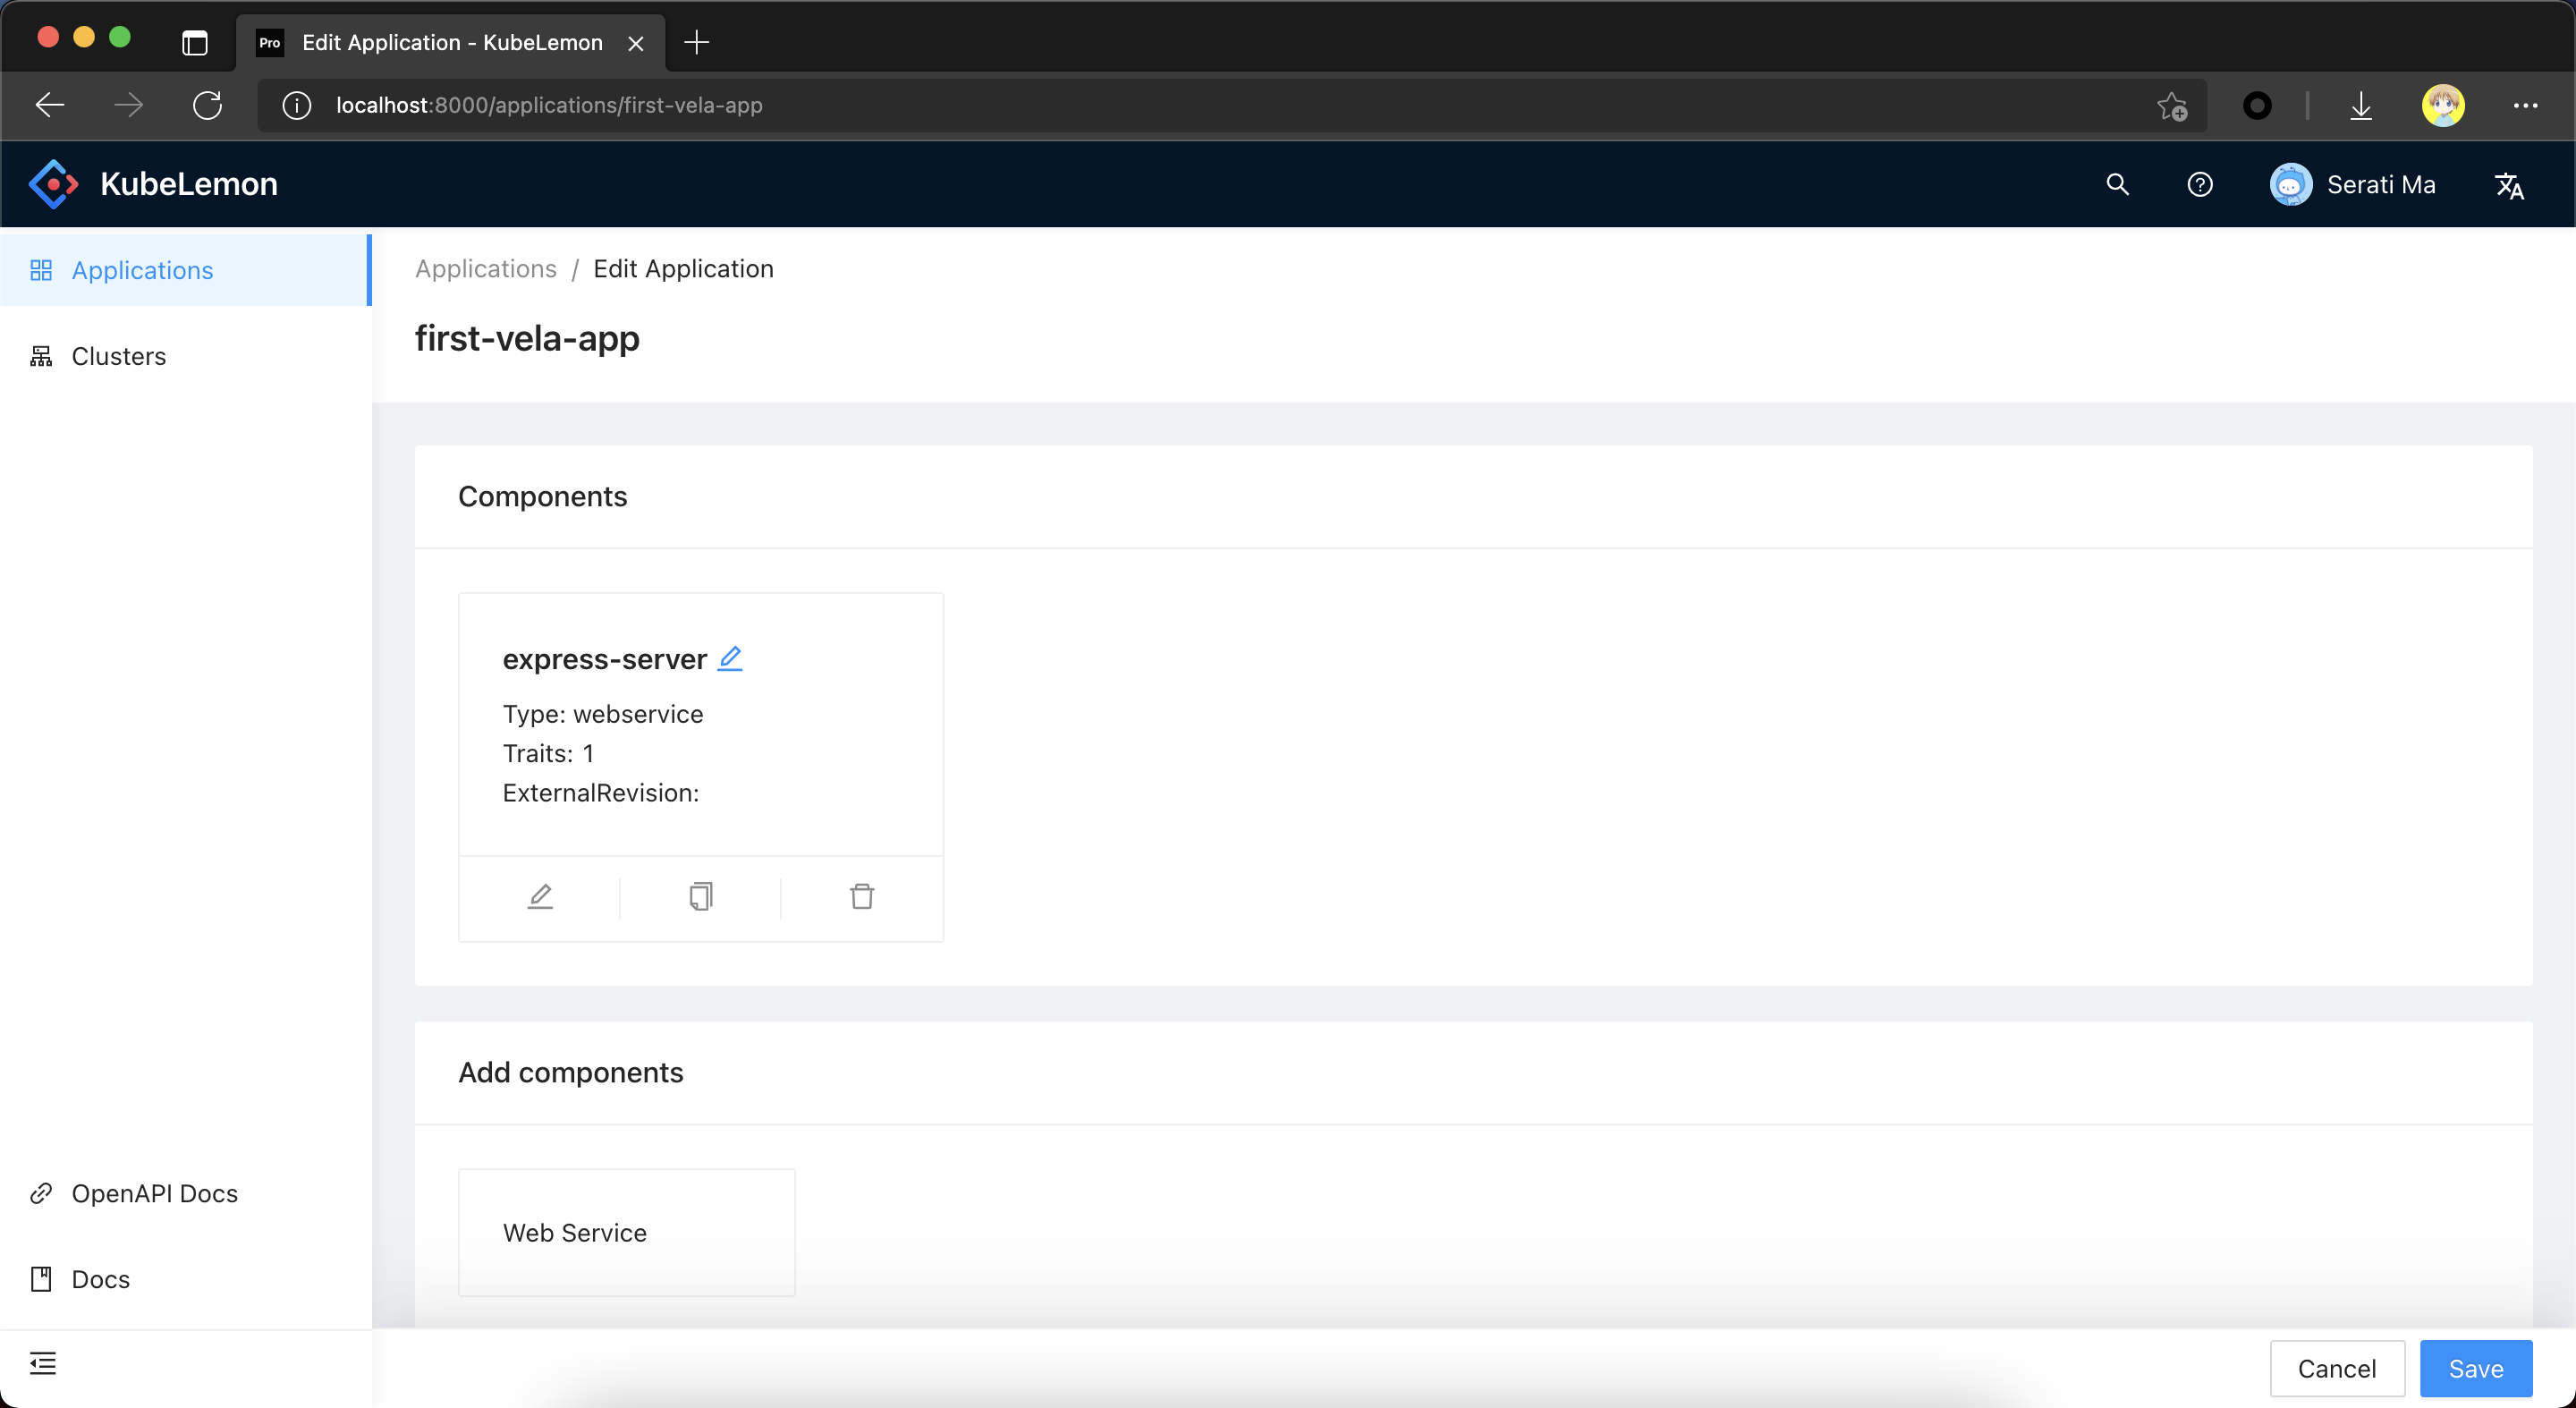 Pro Edit Application - KubeLemon
localhost:8000/applications/first-vela-app
KubeLemon
Serati Ma
Applications
Clusters
OpenAPI Docs
Docs
Applications / Edit Application
first-vela-app
Components
express-server
Type: webservice
Traits: 1
ExternalRevision:
Add components
Web Service
Cancel Save